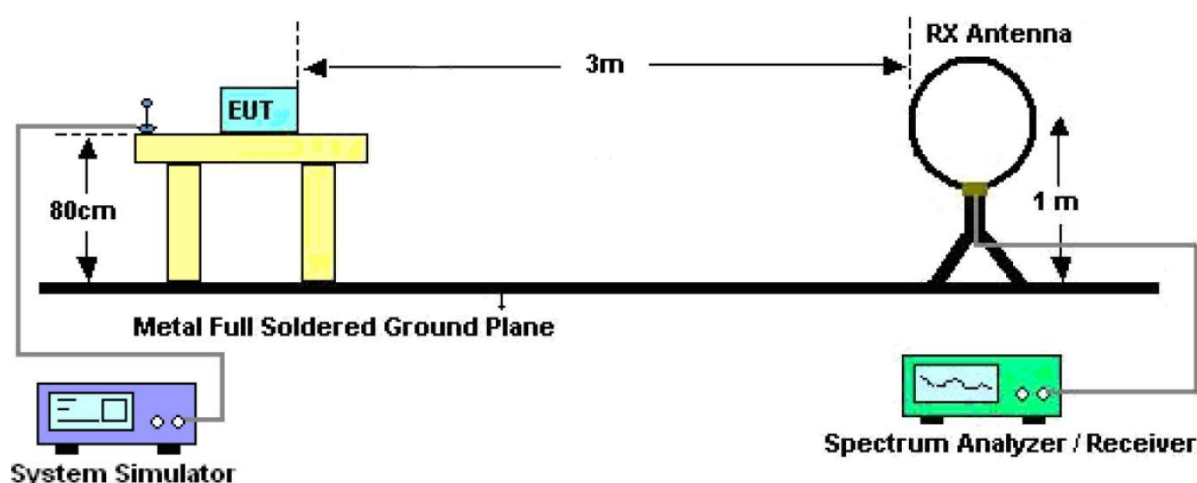 RX Antenna
3m
EUT
80cm
1 m
Metal Full Soldered Ground Plane
System Simulator
Spectrum Analyzer / Receiver